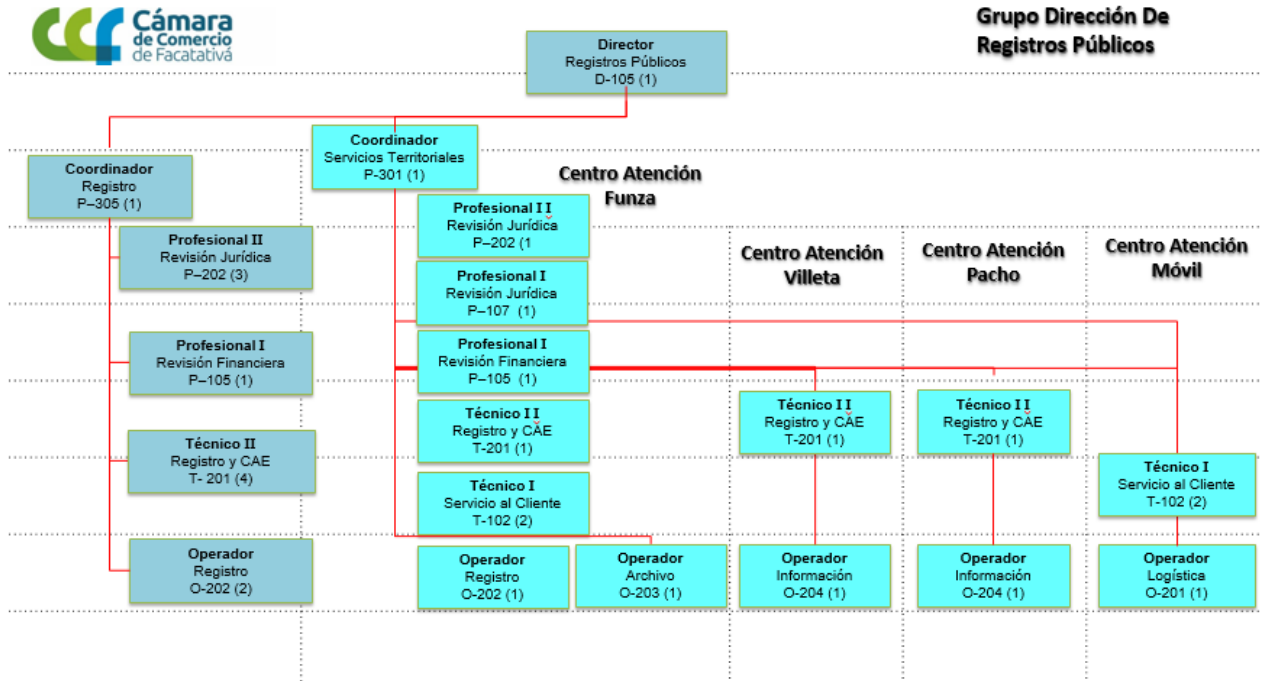 Cámara
de Comercio
de Facatativá
Grupo Dirección De
Registros Públicos
Director
Registros Públicos
D-105 (1)
Coordinador
Servicios Territoriales
P-301 (1)
Coordinador
Registro
P–305 (1)
Centro Atención
Funza
Profesional II
Revisión Jurídica
P–202 (3)
Profesional I
Revisión Financiera
P–105 (1)
Técnico II
Registro y CAE
T- 201 (4)
Operador
Registro
O-202 (2)
Profesional I I
Revisión Jurídica
P–202 (1
Profesional I
Revisión Jurídica
P–107 (1)
Profesional I
Revisión Financiera
P–105 (1)
Técnico I I
Registro y CAE
T-201 (1)
Técnico I
Servicio al Cliente
T-102 (2)
Operador
Registro
O-202 (1)
Operador
Archivo
O-203 (1)
Centro Atención
Villeta
Técnico I I
Registro y CAE
T-201 (1)
Operador
Información
O-204 (1)
Centro Atención
Pacho
Técnico I I
Registro y CAE
T-201 (1)
Operador
Información
O-204 (1)
Centro Atención
Móvil
Técnico I
Servicio al Cliente
T-102 (2)
Operador
Logística
O-201 (1)